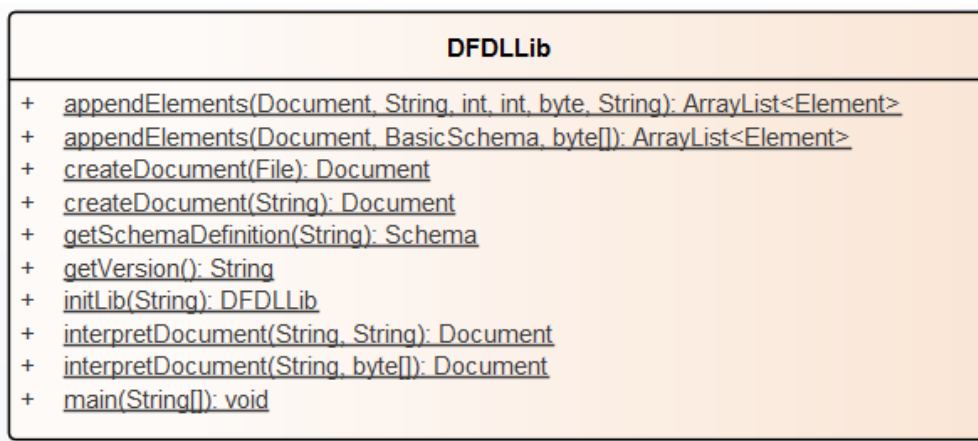 DFDLLib
+ appendElements(Document, String, int, int, byte, String): ArrayList<Element>
+ appendElements(Document, BasicSchema, byte[]): ArrayList<Element>
+ createDocument(File): Document
+ createDocument(String): Document
+ getSchemaDefinition(String): Schema
+ getVersion(): String
+ initLib(String): DFDLLib
+ interpretDocument(String, String): Document
+ interpretDocument(String, byte[]): Document
+ main(String[]): void